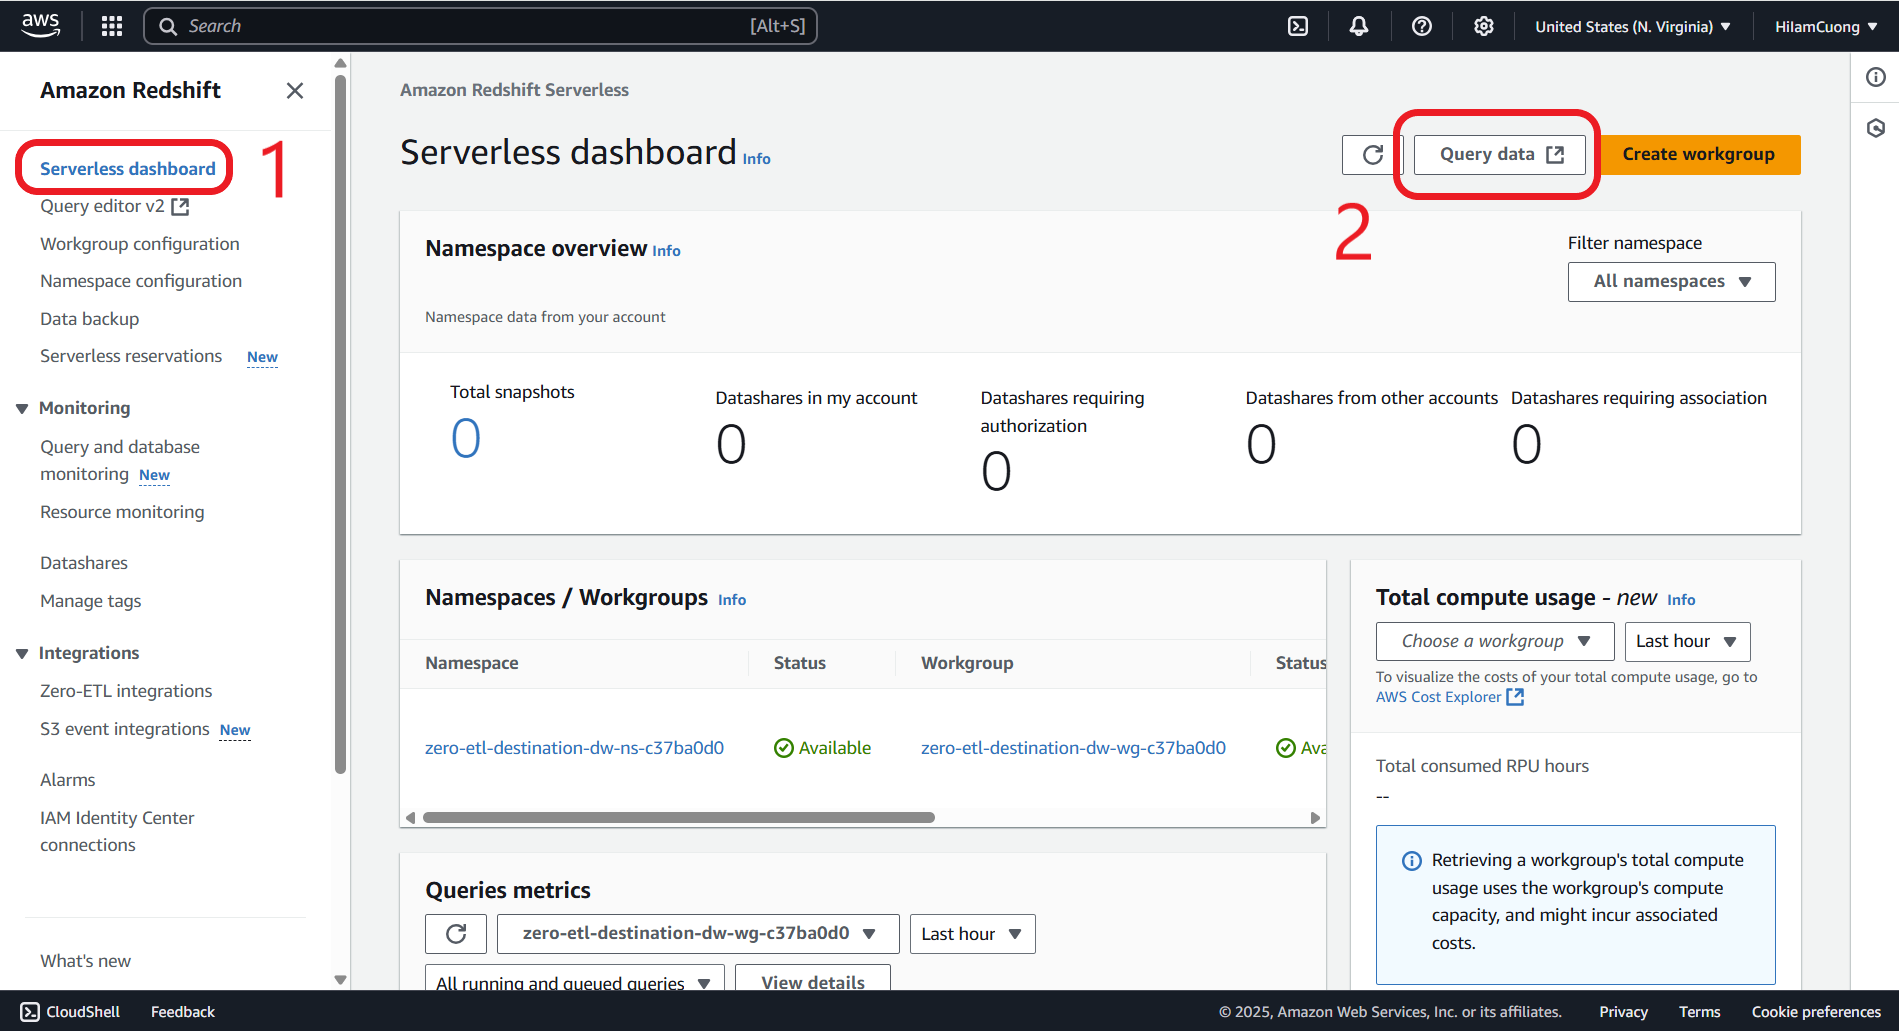 aws
Search
[Alt+S]
United States (N. Virginia)
HilamCuong
Amazon Redshift
Serverless dashboard
1
Query editor v2
Workgroup configuration
Namespace configuration
Data backup
Serverless reservations New
Monitoring
Query and database
monitoring New
Resource monitoring
Datashares
Manage tags
Integrations
Zero-ETL integrations
S3 event integrations New
Alarms
IAM Identity Center
connections
What's new
Amazon Redshift Serverless
Serverless dashboard Info
Query data
Create workgroup
2
Namespace overview Info
Filter namespace
All namespaces
Namespace data from your account
Total snapshots
0
Datashares in my account
0
Datashares requiring
authorization
0
Datashares from other accounts
0
Datashares requiring association
0
Namespaces / Workgroups Info
Namespace Status Workgroup Status
zero-etl-destination-dw-ns-c37ba0d0 Available zero-etl-destination-dw-wg-c37ba0d0 Ava
Total compute usage - new Info
Choose a workgroup
Last hour
To visualize the costs of your total compute usage, go to
AWS Cost Explorer
Total consumed RPU hours
--
Retrieving a workgroup's total compute
usage uses the workgroup's compute
capacity, and might incur associated
costs.
Queries metrics
zero-etl-destination-dw-wg-c37ba0d0
Last hour
All running and queued queries
View details
CloudShell
Feedback
© 2025, Amazon Web Services, Inc. or its affiliates.
Privacy
Terms
Cookie preferences